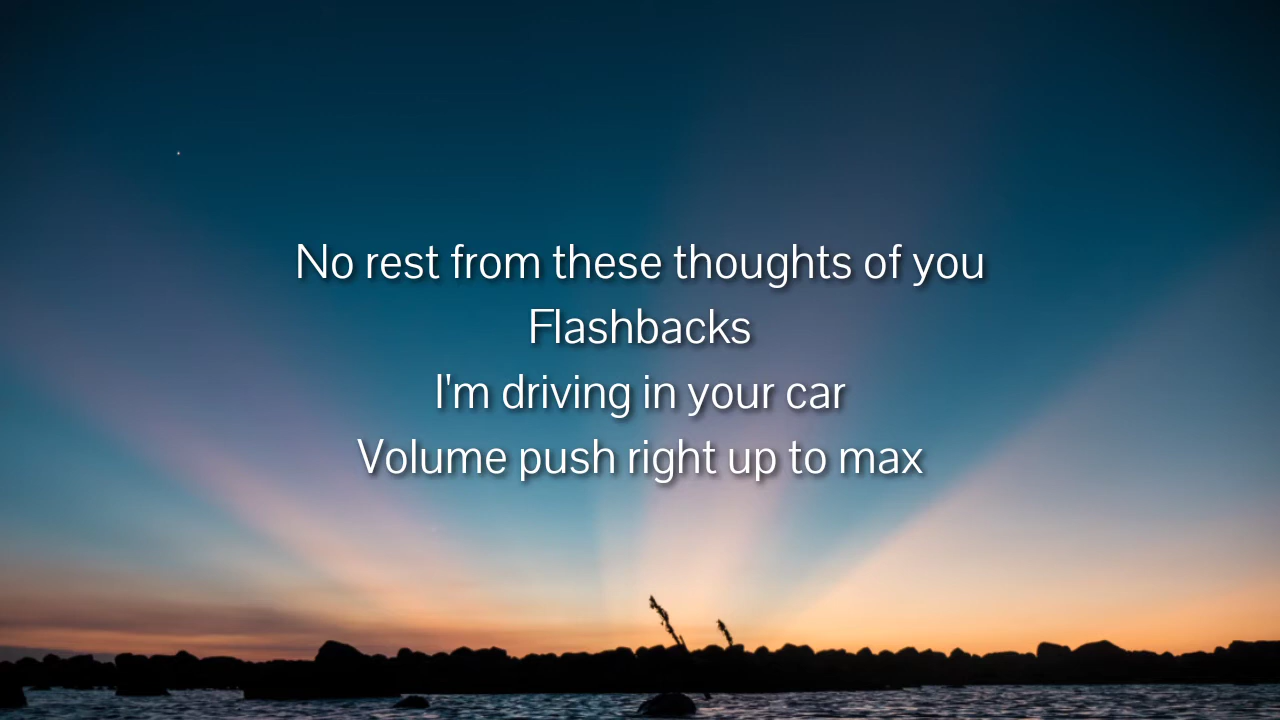 No rest from these thoughts of you
Flashbacks
I'm driving in your car
Volume push right up to max